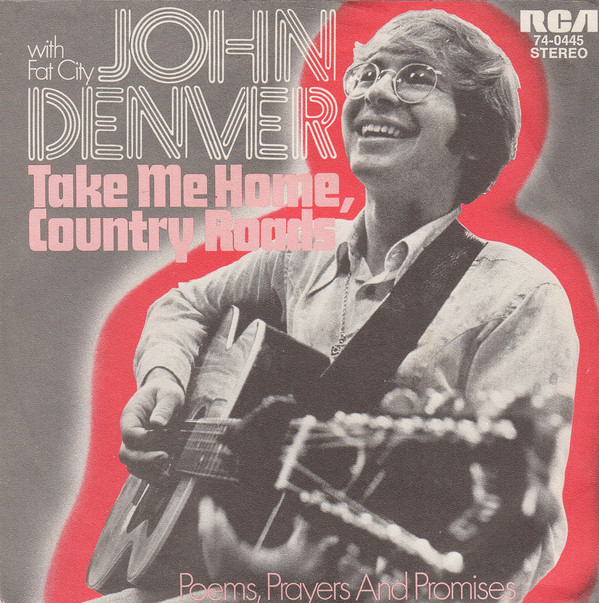 with
Fat City
JOHN
DENVER
Take Me Home,
Country Roads
RCA
74-0445
STEREO
Poems, Prayers And Promises